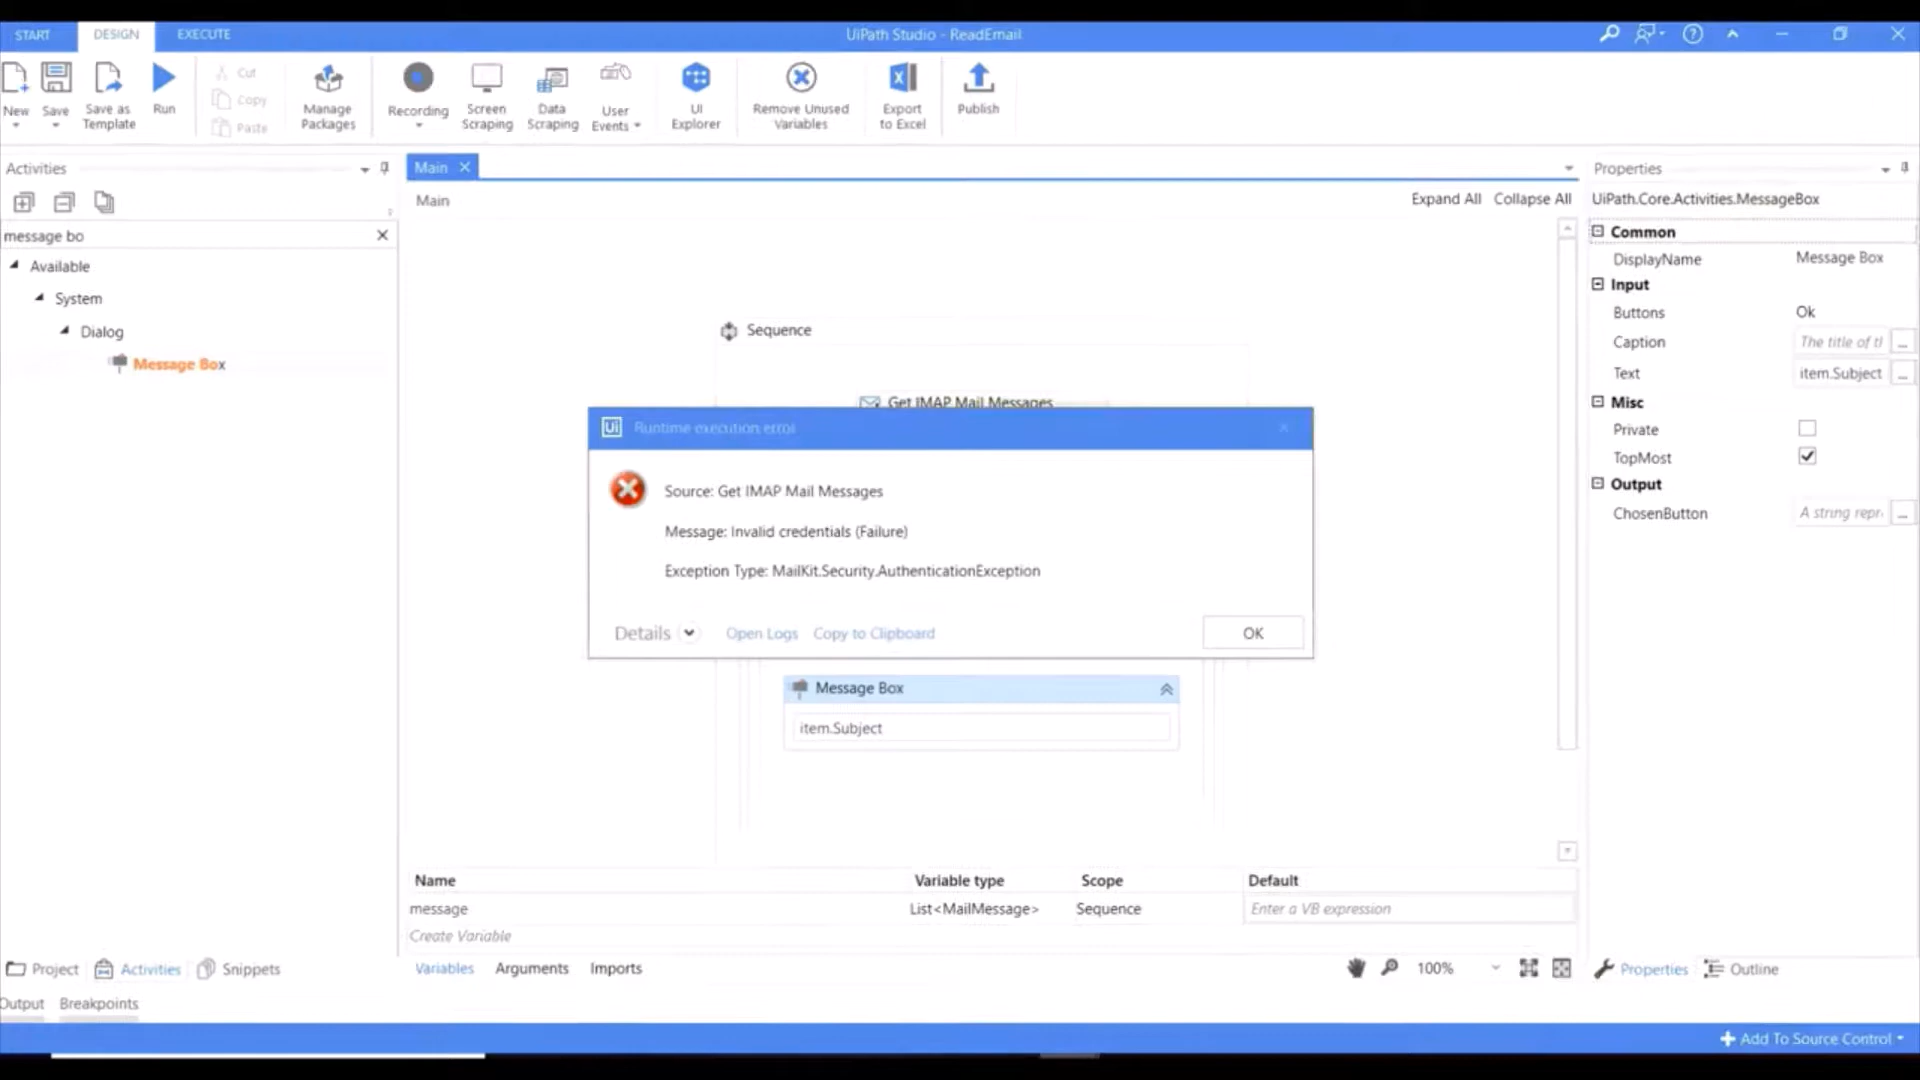 START DESIGN EXECUTE UiPath Studio - ReadEmail
New Save Save as Template Run Cut Copy Paste Manage Packages Recording Screen Scraping Data Scraping User Events UI Explorer Remove Unused Variables Export to Excel Publish
Activities
message bo
Available
System
Dialog
Message Box
Main
Main Expand All Collapse All
Sequence
Get IMAP Mail Messages
Ui Runtime execution error
Source: Get IMAP Mail Messages
Message: Invalid credentials (Failure)
Exception Type: MailKit.Security.AuthenticationException
Details Open Logs Copy to Clipboard OK
Message Box
item.Subject
Name Variable type Scope Default
message List<MailMessage> Sequence Enter a VB expression
Create Variable
Variables Arguments Imports 100%
Properties
UiPath.Core.Activities.MessageBox
Common
DisplayName Message Box
Input
Buttons Ok
Caption The title of tl ...
Text item.Subject ...
Misc
Private
TopMost
Output
ChosenButton A string repr ...
Project Activities Snippets
Properties Outline
Output Breakpoints
Add To Source Control